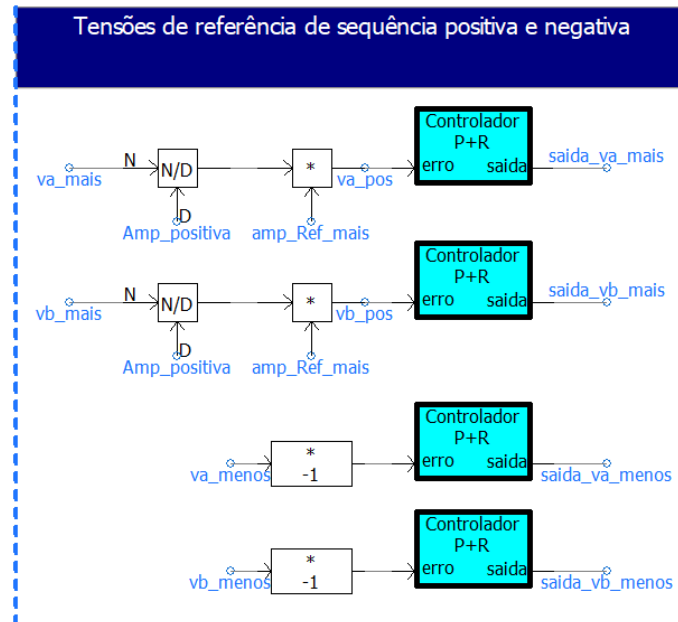 Tensões de referência de sequência positiva e negativa
va_mais
N
N/D
D
Amp_positiva
*
amp_Ref_mais
va_pos
Controlador
P+R
erro saida
saida_va_mais
vb_mais
N
N/D
D
Amp_positiva
*
amp_Ref_mais
vb_pos
Controlador
P+R
erro saida
saida_vb_mais
va_menos
*
-1
Controlador
P+R
erro saida
saida_va_menos
vb_menos
*
-1
Controlador
P+R
erro saida
saida_vb_menos